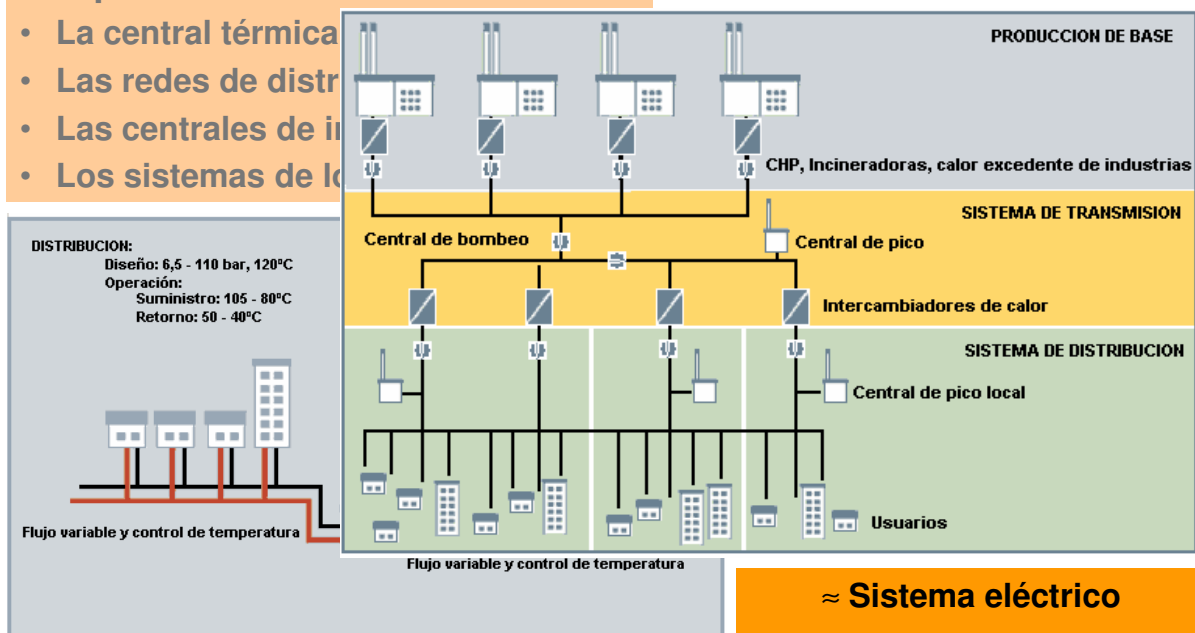 • La central térmica
• Las redes de distr
• Las centrales de i
• Los sistemas de l
PRODUCCION DE BASE
CHP, Incineradoras, calor excedente de industrias
SISTEMA DE TRANSMISION
Central de bombeo
Central de pico
Intercambiadores de calor
SISTEMA DE DISTRIBUCION
Central de pico local
Usuarios
DISTRIBUCION:
Diseño: 6,5 - 110 bar, 120ºC
Operación:
Suministro: 105 - 80ºC
Retorno: 50 - 40ºC
Flujo variable y control de temperatura
Flujo variable y control de temperatura
≈ Sistema eléctrico